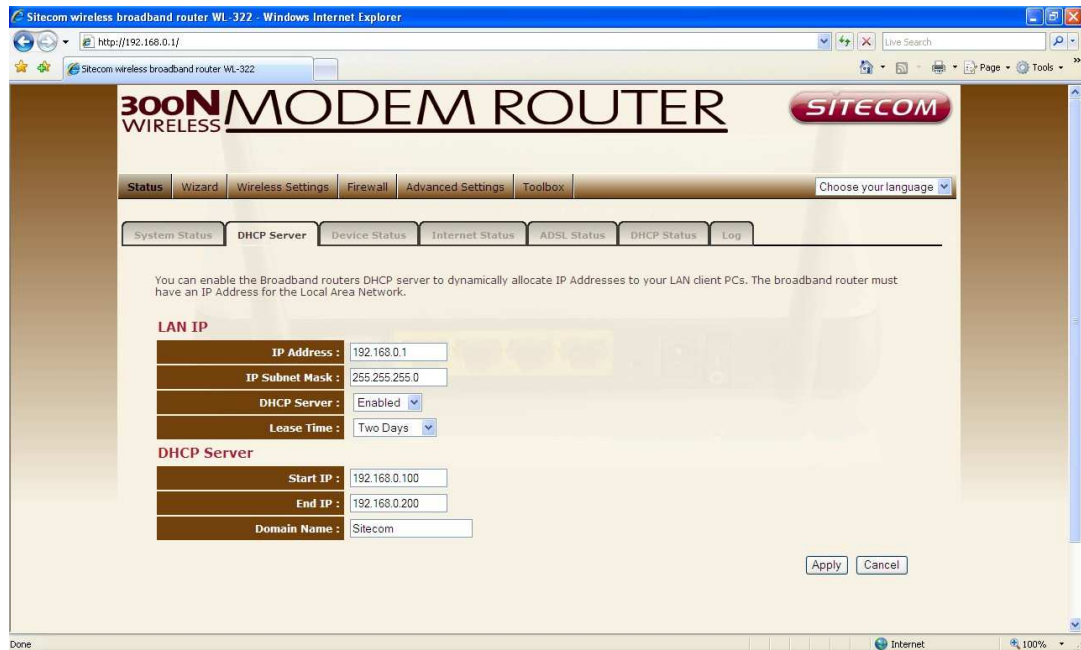 Sitecom wireless broadband router WL-322 - Windows Internet Explorer
http://192.168.0.1/
Live Search
Sitecom wireless broadband router WL-322
Page
Tools
300N WIRELESS MODEM ROUTER
SITECOM
Status Wizard Wireless Settings Firewall Advanced Settings Toolbox
Choose your language
System Status DHCP Server Device Status Internet Status ADSL Status DHCP Status Log
You can enable the Broadband routers DHCP server to dynamically allocate IP Addresses to your LAN client PCs. The broadband router must
have an IP Address for the Local Area Network.
LAN IP
IP Address : 192.168.0.1
IP Subnet Mask : 255.255.255.0
DHCP Server : Enabled
Lease Time : Two Days
DHCP Server
Start IP : 192.168.0.100
End IP : 192.168.0.200
Domain Name : Sitecom
Apply Cancel
Done
Internet
100%